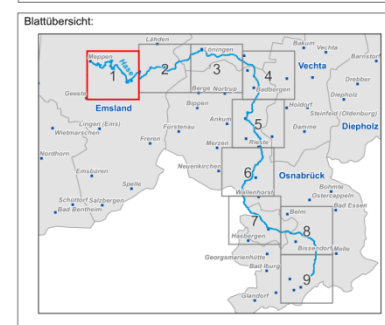 Blattübersicht:
Lähden
Löningen
Bakum
Vechta
Meppen
Hase
Barnstorf
1
2
3
4
Vechta
Drebber
Geeste
Berge
Nortrup
Badbergen
Diepholz
Emsland
Bippen
Holdorf
Steinfeld (Oldenburg)
Lingen (Ems)
Ankum
5
Damme
Diepholz
Wietmarschen
Fürstenau
Freren
Merzen
Rieste
Nordhorn
Neuenkirchen
Emsbüren
6
Osnabrück
Spelle
Bohmte
Wallenhorst
Ostercappeln
Schüttorf
Salzbergen
Bad Essen
Bad Bentheim
7
Belm
8
Hasbergen
Bissendorf
Melle
Georgsmarienhütte
Bad Iburg
9
Glandorf